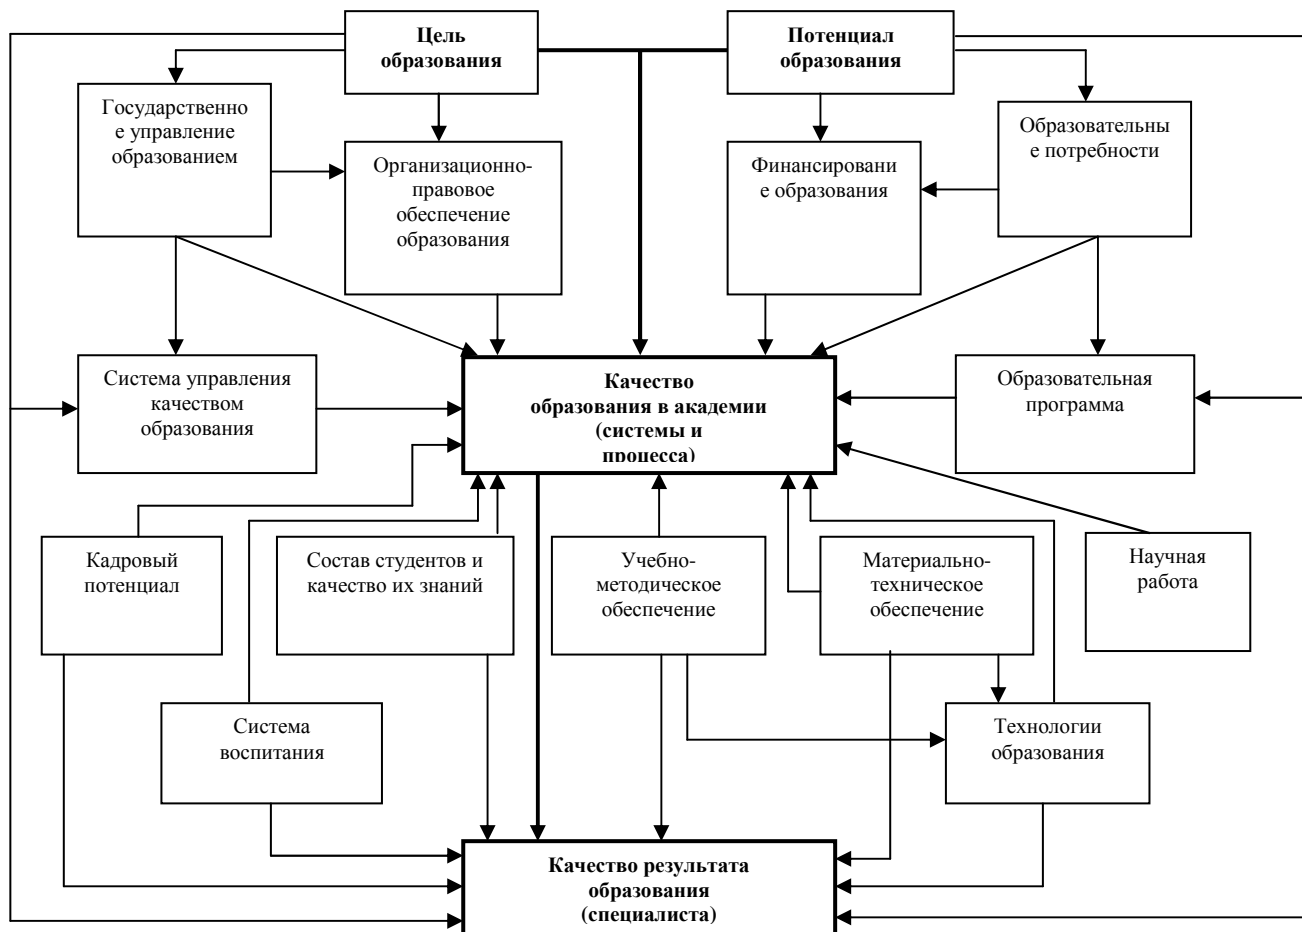 Цель
образования
Потенциал
образования
Государственно
е управление
образованием
Организационно-
правовое
обеспечение
образования
Финансировани
е образования
Образовательны
е потребности
Система управления
качеством
образования
Качество
образования в академии
(системы и
процесса)
Образовательная
программа
Кадровый
потенциал
Состав студентов и
качество их знаний
Учебно-
методическое
обеспечение
Материально-
техническое
обеспечение
Научная
работа
Система
воспитания
Технологии
образования
Качество результата
образования
(специалиста)